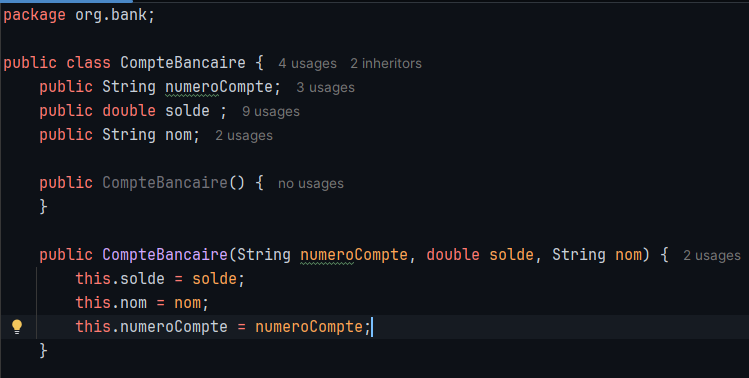 package org.bank;
public class CompteBancaire { 4 usages 2 inheritors
public String numeroCompte; 3 usages
public double solde ; 9 usages
public String nom; 2 usages
public CompteBancaire() { no usages
}
public CompteBancaire(String numeroCompte, double solde, String nom) { 2 usages
this.solde = solde;
this.nom = nom;
this.numeroCompte = numeroCompte;
}